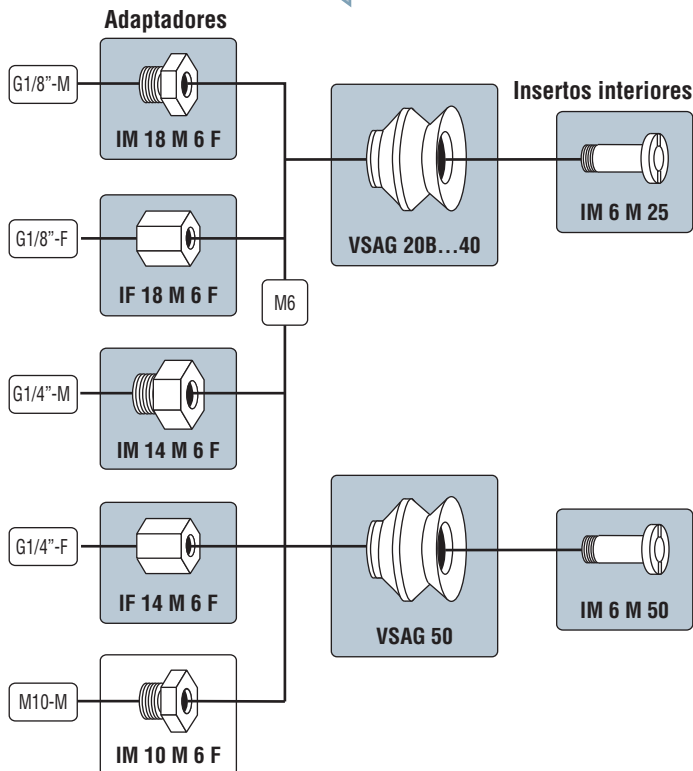 Adaptadores
G1/8”-M
IM 18 M 6 F
G1/8”-F
IF 18 M 6 F
G1/4”-M
IM 14 M 6 F
G1/4”-F
IF 14 M 6 F
M10-M
IM 10 M 6 F
M6
VSAG 20B...40
VSAG 50
Insertos interiores
IM 6 M 25
IM 6 M 50